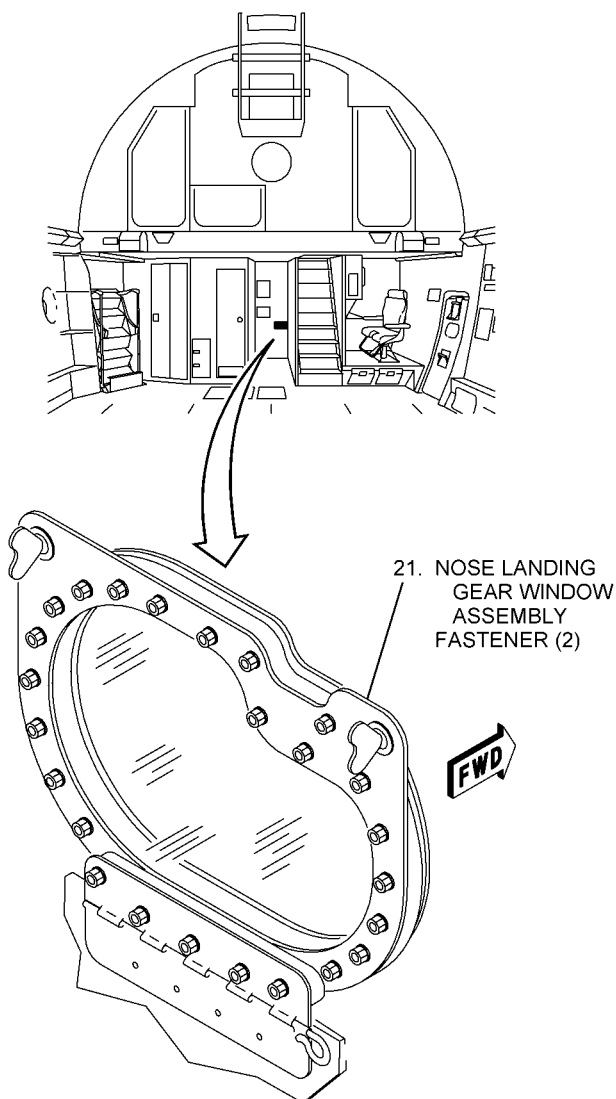 21. NOSE LANDING
GEAR WINDOW
ASSEMBLY
FASTENER (2)
FWD